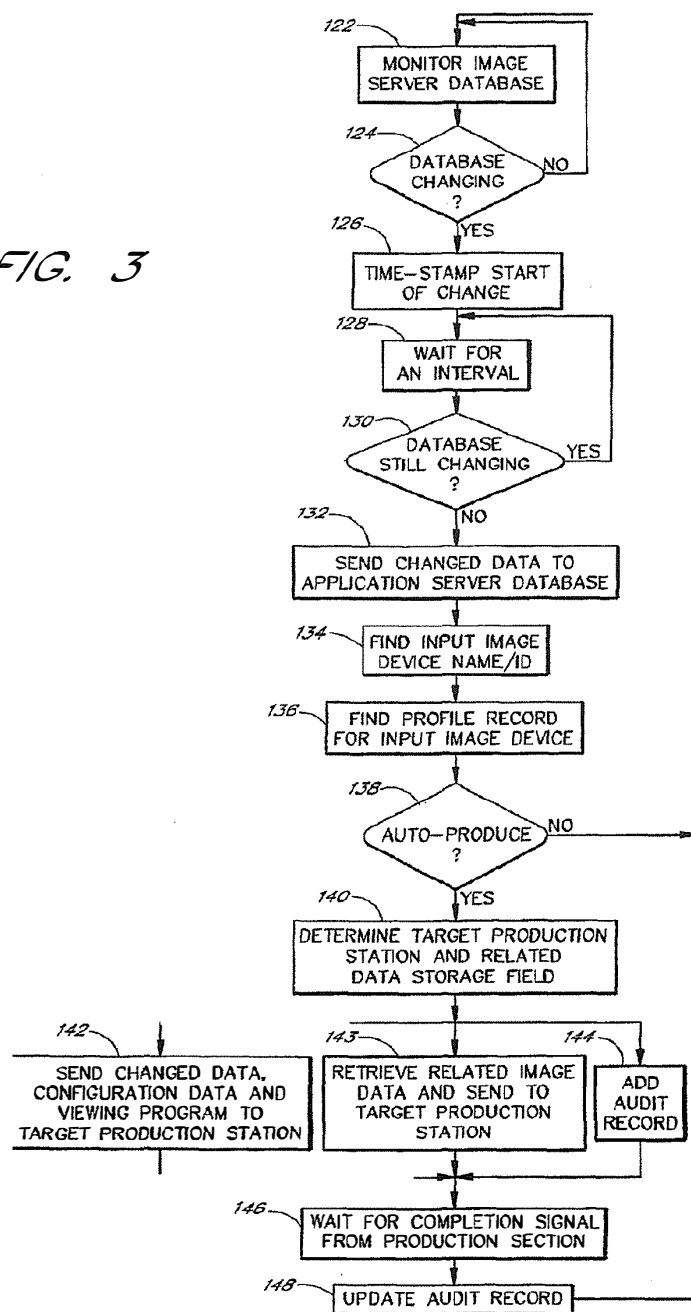 122
MONITOR IMAGE
SERVER DATABASE
124
DATABASE
CHANGING
?
NO
YES
FIG. 3
126
TIME-STAMP START
OF CHANGE
128
WAIT FOR
AN INTERVAL
130
DATABASE
STILL CHANGING
?
YES
NO
132
SEND CHANGED DATA TO
APPLICATION SERVER DATABASE
134
FIND INPUT IMAGE
DEVICE NAME/ID
136
FIND PROFILE RECORD
FOR INPUT IMAGE DEVICE
138
AUTO-PRODUCE
?
NO
YES
140
DETERMINE TARGET PRODUCTION
STATION AND RELATED
DATA STORAGE FIELD
142
SEND CHANGED DATA,
CONFIGURATION DATA AND
VIEWING PROGRAM TO
TARGET PRODUCTION STATION
143
RETRIEVE RELATED IMAGE
DATA AND SEND TO
TARGET PRODUCTION
STATION
144
ADD
AUDIT
RECORD
146
WAIT FOR COMPLETION SIGNAL
FROM PRODUCTION SECTION
148
UPDATE AUDIT RECORD